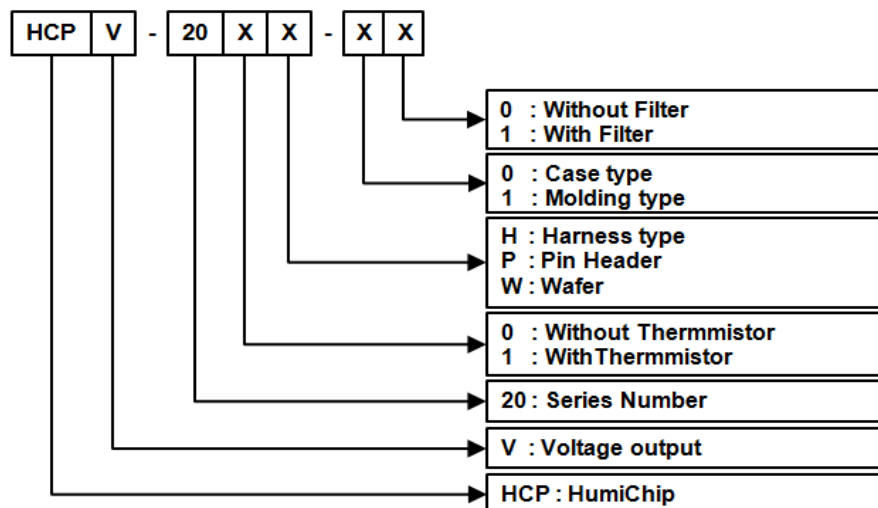 HCP V - 20 X X - X X
0 : Without Filter
1 : With Filter
0 : Case type
1 : Molding type
H : Harness type
P : Pin Header
W : Wafer
0 : Without Thermmistor
1 : WithThermmistor
20 : Series Number
V : Voltage output
HCP : HumiChip